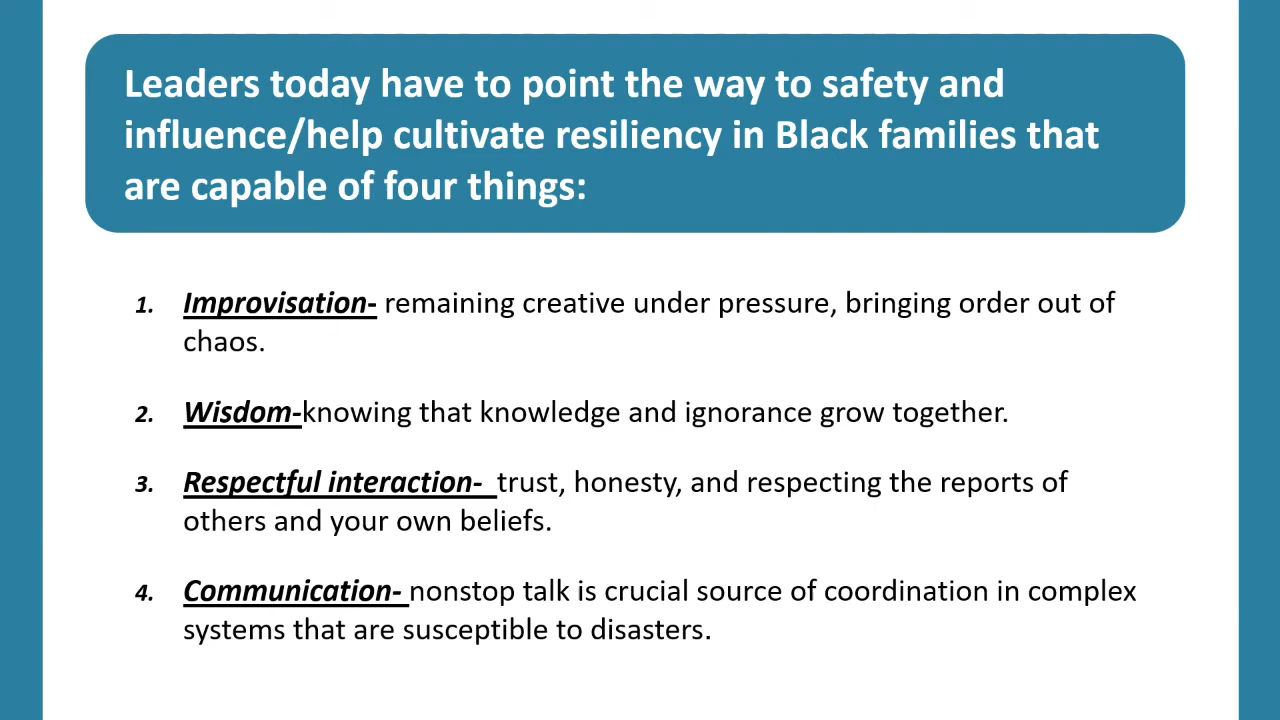 Leaders today have to point the way to safety and
influence/help cultivate resiliency in Black families that
are capable of four things:
1. Improvisation- remaining creative under pressure, bringing order out of
chaos.
2. Wisdom-knowing that knowledge and ignorance grow together.
3. Respectful interaction-  trust, honesty, and respecting the reports of
others and your own beliefs.
4. Communication- nonstop talk is crucial source of coordination in complex
systems that are susceptible to disasters.